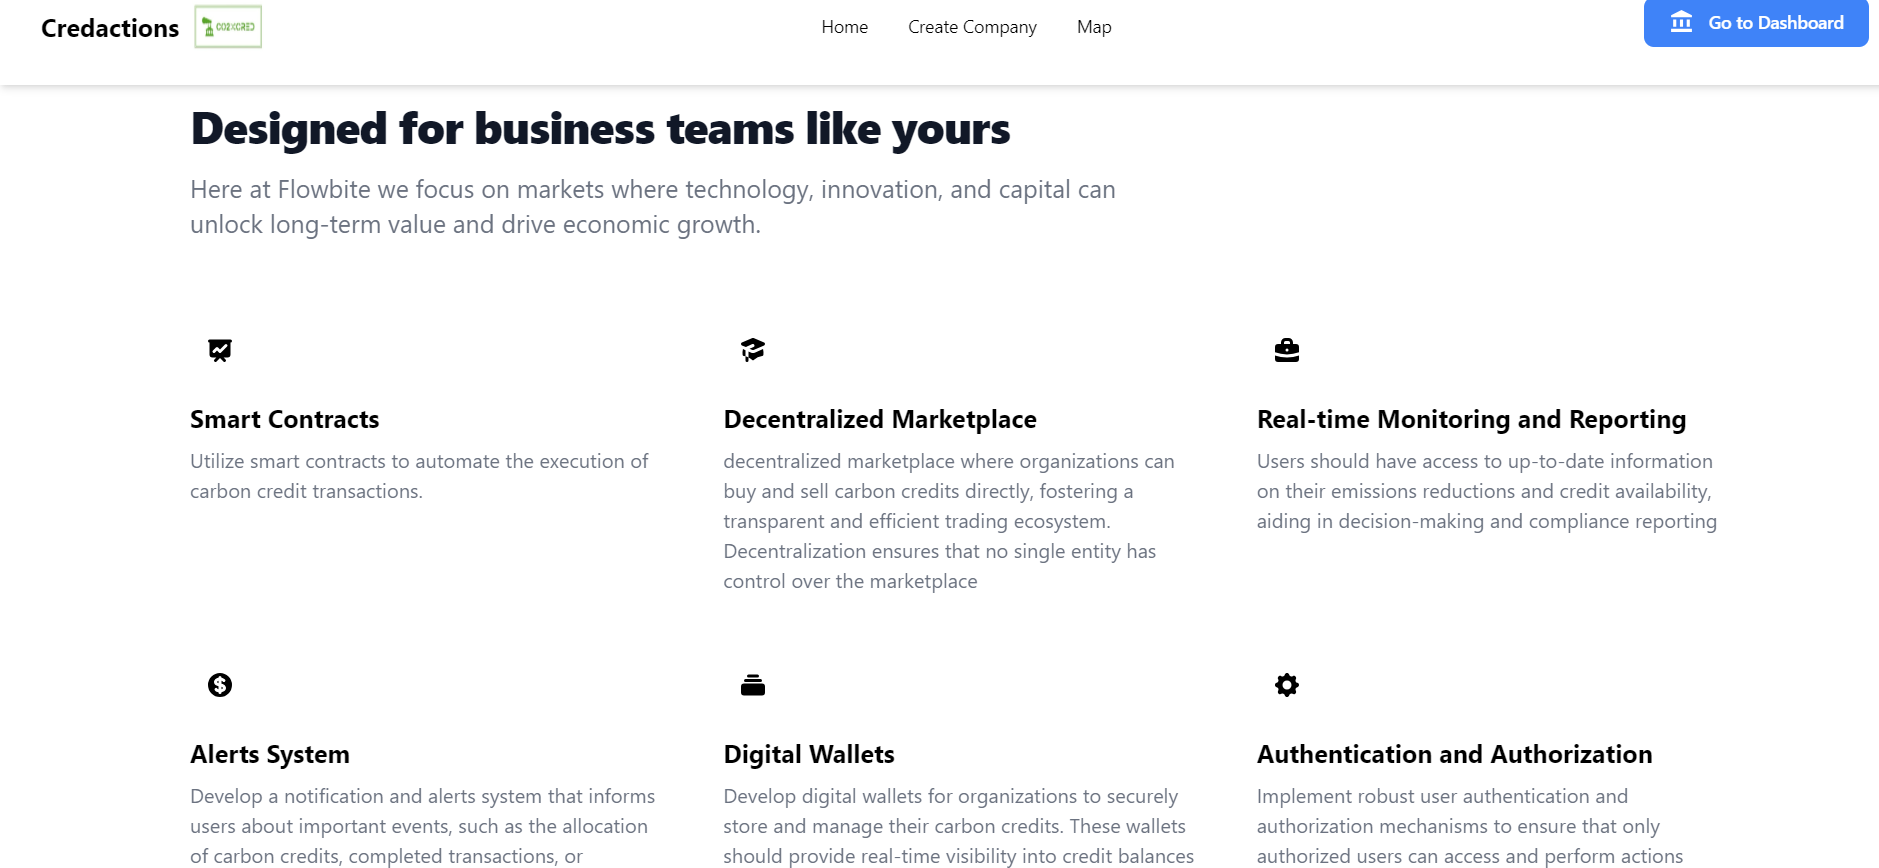 Credactions
CO2XCRED
Home
Create Company
Map
Go to Dashboard
Designed for business teams like yours
Here at Flowbite we focus on markets where technology, innovation, and capital can
unlock long-term value and drive economic growth.
Smart Contracts
Utilize smart contracts to automate the execution of
carbon credit transactions.
Decentralized Marketplace
decentralized marketplace where organizations can
buy and sell carbon credits directly, fostering a
transparent and efficient trading ecosystem.
Decentralization ensures that no single entity has
control over the marketplace
Real-time Monitoring and Reporting
Users should have access to up-to-date information
on their emissions reductions and credit availability,
aiding in decision-making and compliance reporting
Alerts System
Develop a notification and alerts system that informs
users about important events, such as the allocation
of carbon credits, completed transactions, or
Digital Wallets
Develop digital wallets for organizations to securely
store and manage their carbon credits. These wallets
should provide real-time visibility into credit balances
Authentication and Authorization
Implement robust user authentication and
authorization mechanisms to ensure that only
authorized users can access and perform actions